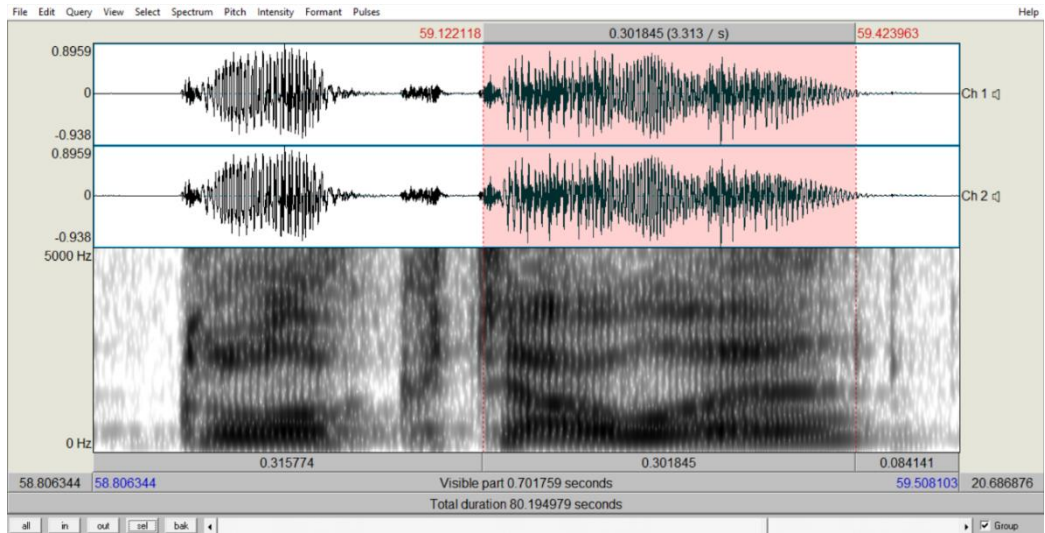 File Edit Query View Select Spectrum Pitch Intensity Formant Pulses Help
59.122118 0.301845 (3.313 / s) 59.423963
0.8959
0 Ch 1
-0.938
0.8959
0 Ch 2
-0.938
5000 Hz
0 Hz
0.315774 0.301845 0.084141
58.806344 58.806344 Visible part 0.701759 seconds 59.508103 20.686876
Total duration 80.194979 seconds
all in out sel bak Group